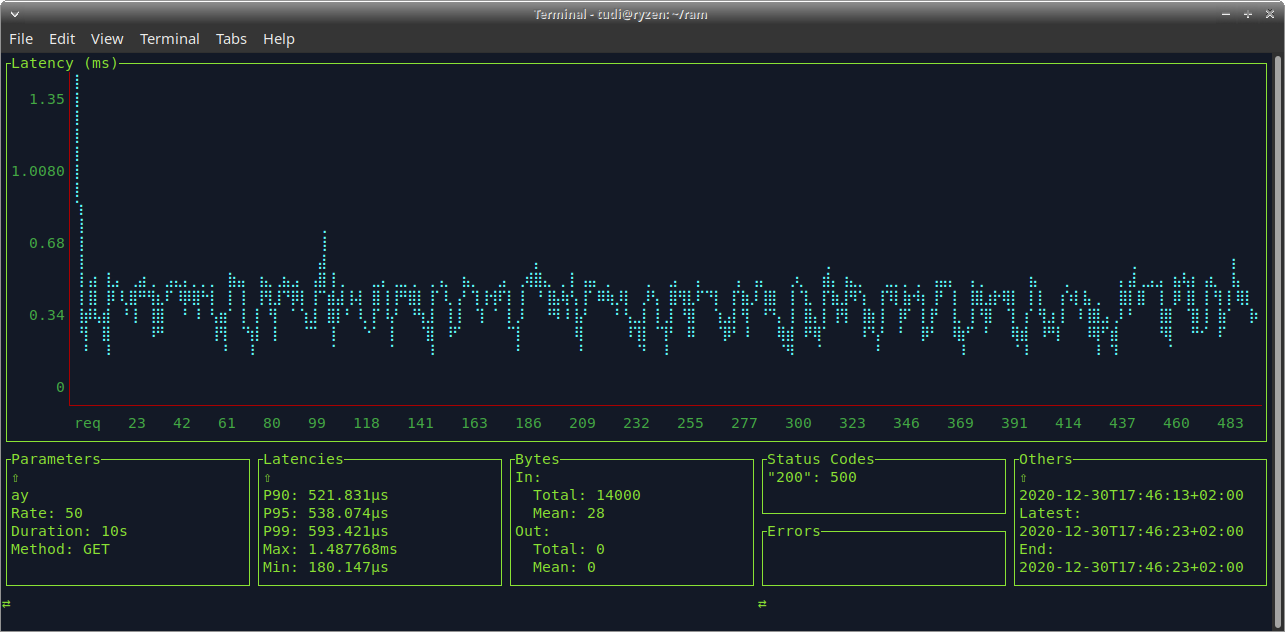 Terminal - tudi@ryzen: ~/ram
File Edit View Terminal Tabs Help
Latency (ms)
1.35
1.0080
0.68
0.34
0
req 23 42 61 80 99 118 141 163 186 209 232 255 277 300 323 346 369 391 414 437 460 483
Parameters
⇧
ay
Rate: 50
Duration: 10s
Method: GET
Latencies
⇧
P90: 521.831µs
P95: 538.074µs
P99: 593.421µs
Max: 1.487768ms
Min: 180.147µs
Bytes
In:
Total: 14000
Mean: 28
Out:
Total: 0
Mean: 0
Status Codes
"200": 500
Errors
Others
⇧
2020-12-30T17:46:13+02:00
Latest:
2020-12-30T17:46:23+02:00
End:
2020-12-30T17:46:23+02:00
⇄ ⇄